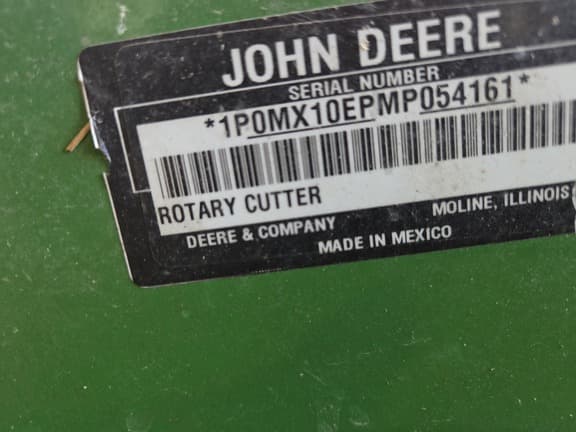 JOHN DEERE
SERIAL NUMBER
*1P0MX10EPMP054161*
ROTARY CUTTER
DEERE & COMPANY MOLINE, ILLINOIS
MADE IN MEXICO